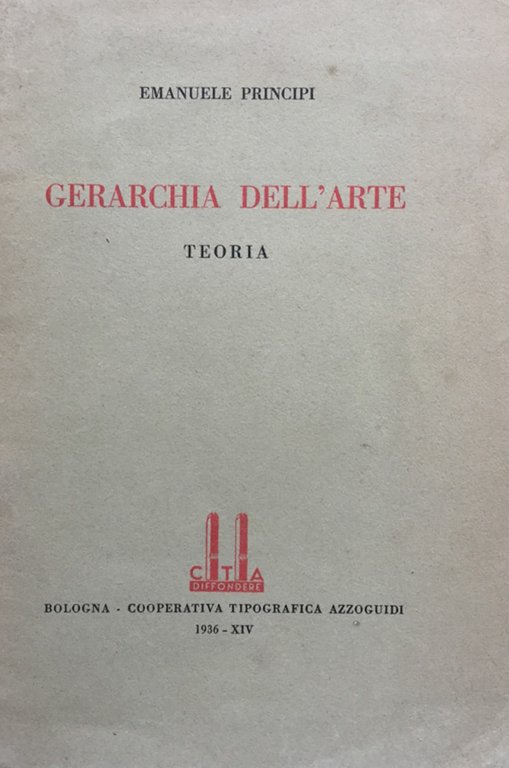 EMANUELE PRINCIPI
GERARCHIA DELL'ARTE
TEORIA
C T A
DIFFONDERE
BOLOGNA - COOPERATIVA TIPOGRAFICA AZZOGUIDI
1936 - XIV